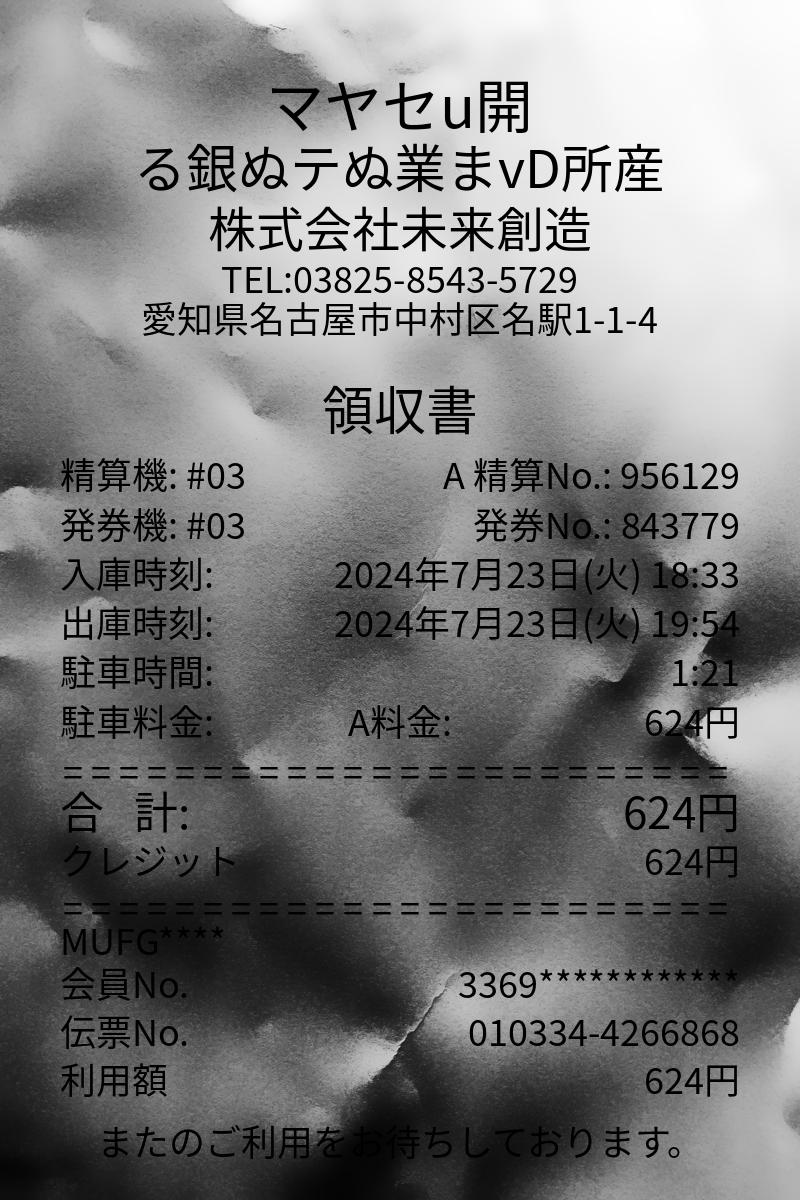 マヤセu開
る銀ぬテぬ業まvD所産
株式会社未来創造
TEL:03825-8543-5729
愛知県名古屋市中村区名駅1-1-4
領収書
精算機: #03 A 精算No.: 956129
発券機: #03 発券No.: 843779
入庫時刻: 2024年7月23日(火) 18:33
出庫時刻: 2024年7月23日(火) 19:54
駐車時間: 1:21
駐車料金: A料金: 624円
========================
合 計: 624円
クレジット 624円
========================
MUFG****
会員No. 3369************
伝票No. 010334-4266868
利用額 624円
またのご利用をお待ちしております。